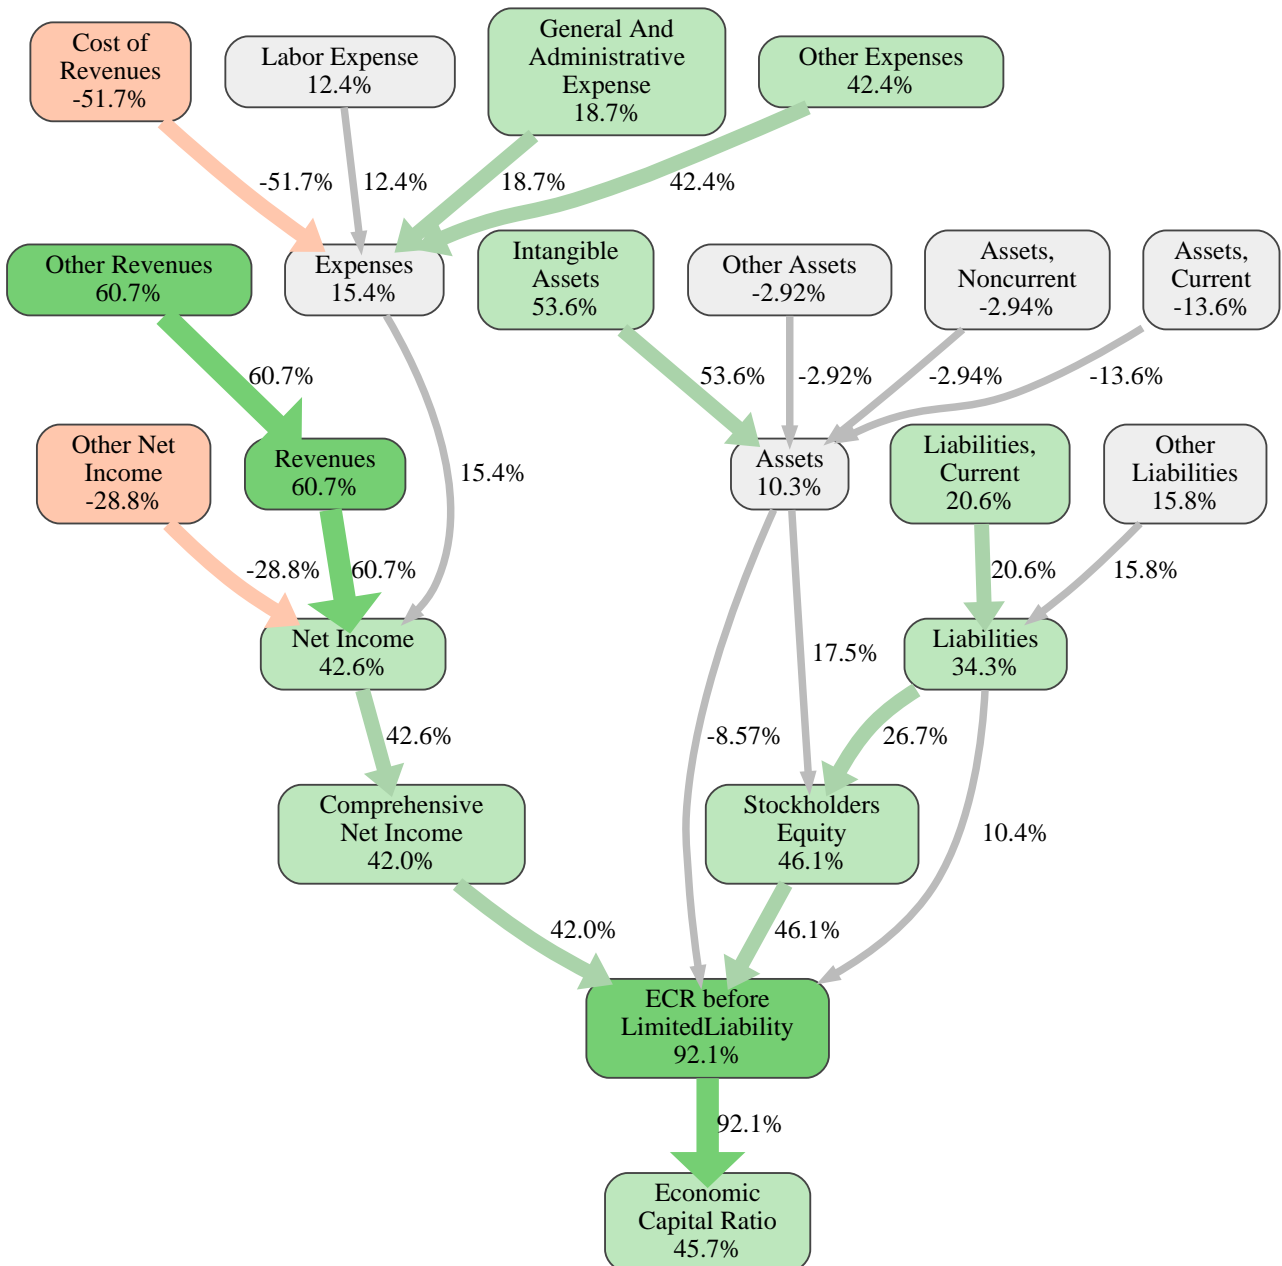 Cost of
Revenues
-51.7%
Labor Expense
12.4%
General And
Administrative
Expense
18.7%
Other Expenses
42.4%
-51.7%
12.4%
18.7%
42.4%
Other Revenues
60.7%
Expenses
15.4%
Intangible
Assets
53.6%
Other Assets
-2.92%
Assets,
Noncurrent
-2.94%
Assets,
Current
-13.6%
60.7%
53.6%
-2.92%
-2.94%
-13.6%
Other Net
Income
-28.8%
Revenues
60.7%
15.4%
Assets
10.3%
Liabilities,
Current
20.6%
Other
Liabilities
15.8%
-28.8%
60.7%
20.6%
15.8%
Net Income
42.6%
17.5%
Liabilities
34.3%
42.6%
-8.57%
26.7%
Comprehensive
Net Income
42.0%
Stockholders
Equity
46.1%
10.4%
42.0%
46.1%
ECR before
LimitedLiability
92.1%
92.1%
Economic
Capital Ratio
45.7%